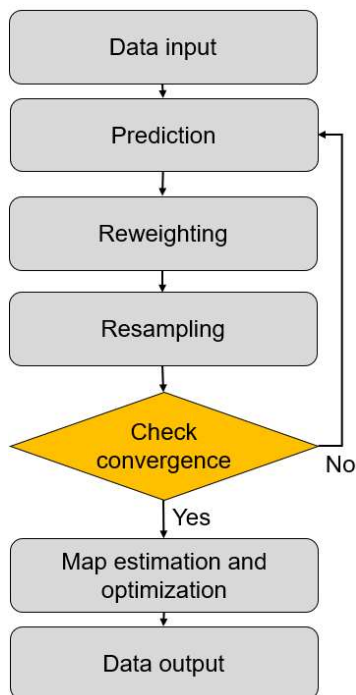 Data input
Prediction
Reweighting
Resampling
Check
convergence
No
Yes
Map estimation and
optimization
Data output